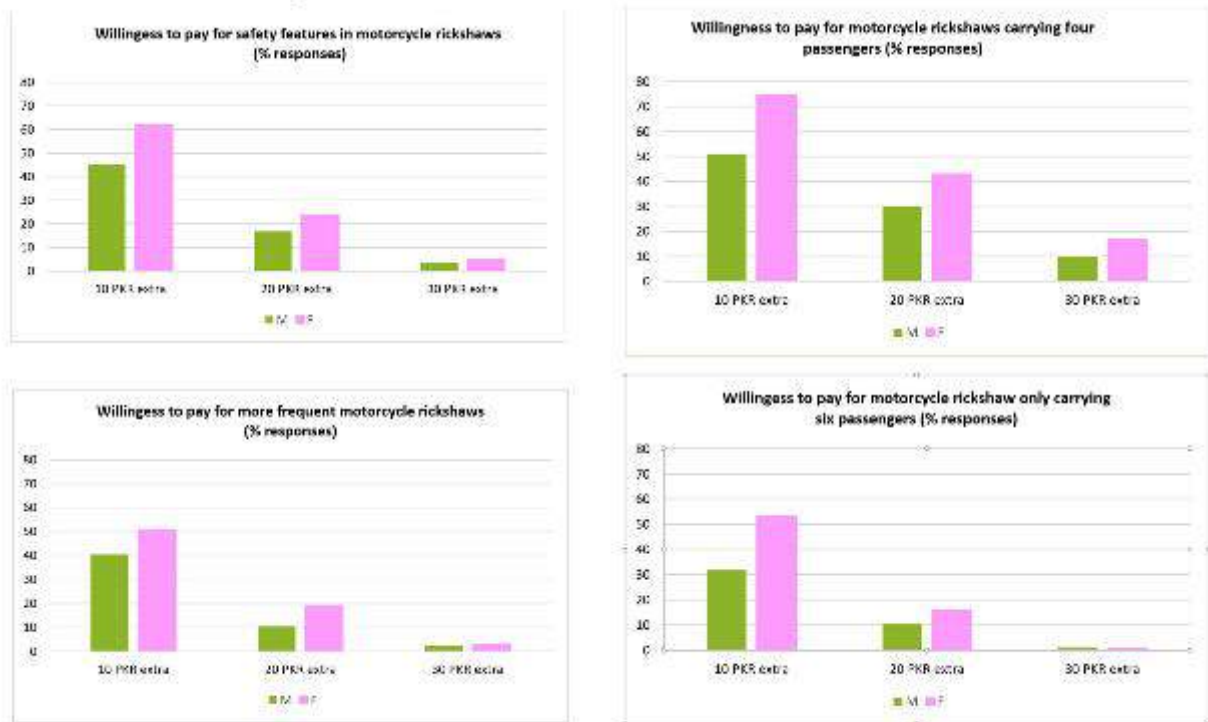 Willingess to pay for safety features in motorcycle rickshaws
(% responses)
80
70
60
50
40
30
20
10
0
10 PKR extra 20 PKR extra 30 PKR extra
M F
Willingness to pay for motorcycle rickshaws carrying four
passengers (% responses)
80
70
60
50
40
30
20
10
0
10 PKR extra 20 PKR extra 30 PKR extra
M F
Willingess to pay for more frequent motorcycle rickshaws
(% responses)
80
70
60
50
40
30
20
10
0
10 PKR extra 20 PKR extra 30 PKR extra
M F
Willingess to pay for motorcycle rickshaw only carrying
six passengers (% responses)
80
70
60
50
40
30
20
10
0
10 PKR extra 20 PKR extra 30 PKR extra
M F